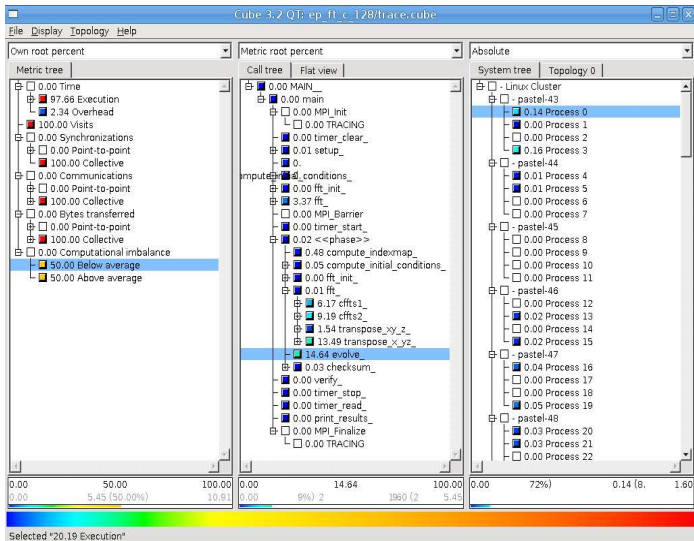 Cube 3.2 QT: ep_ft_c_128/trace.cube
File Display Topology Help
Own root percent
Metric root percent
Absolute
Metric tree
Call tree
Flat view
System tree
Topology 0
0.00 Time
97.66 Execution
2.34 Overhead
100.00 Visits
0.00 Synchronizations
0.00 Point-to-point
100.00 Collective
0.00 Communications
0.00 Point-to-point
100.00 Collective
0.00 Bytes transferred
0.00 Point-to-point
100.00 Collective
0.00 Computational imbalance
50.00 Below average
50.00 Above average
0.00 MAIN__
0.00 main
0.00 MPI_Init
0.00 TRACING
0.00 timer_clear_
0.01 setup_
0.
0.00 fft_init_
3.37 fft_
0.00 MPI_Barrier
0.00 timer_start_
0.02 <<phase>>
0.48 compute_indexmap_
0.05 compute_initial_conditions_
0.00 fft_init_
0.01 fft_
6.17 cffts1_
9.19 cffts2_
1.54 transpose_xy_z_
13.49 transpose_x_yz_
14.64 evolve_
0.03 checksum_
0.00 verify_
0.00 timer_stop_
0.00 timer_read_
0.00 print_results_
0.00 MPI_Finalize
0.00 TRACING
- Linux Cluster
- pastel-43
0.14 Process 0
0.00 Process 1
0.00 Process 2
0.16 Process 3
- pastel-44
0.01 Process 4
0.01 Process 5
0.00 Process 6
0.00 Process 7
- pastel-45
0.00 Process 8
0.00 Process 9
0.00 Process 10
0.00 Process 11
- pastel-46
0.00 Process 12
0.02 Process 13
0.00 Process 14
0.02 Process 15
- pastel-47
0.04 Process 16
0.00 Process 17
0.00 Process 18
0.05 Process 19
- pastel-48
0.03 Process 20
0.03 Process 21
0.00 Process 22
0.00 50.00 100.00
0.00 5.45 (50.00%) 10.91
0.00 14.64 100.00
0.00 9%) 2 1960 (2 5.45
0.00 72%) 0.14 (8. 1.60
Selected "20.19 Execution"